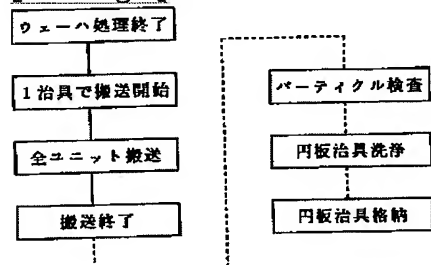 ウェーハ処理終了
1治具で搬送開始
全ユニット搬送
搬送終了
パーティクル検査
円板治具洗浄
円板治具格納